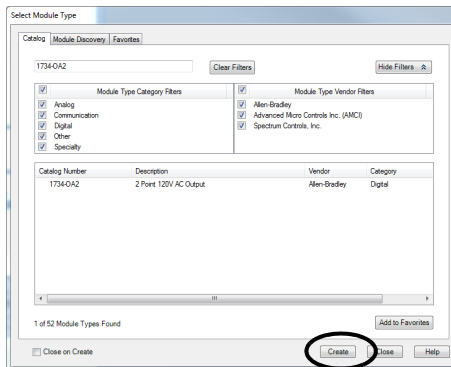 Select Module Type
Catalog Module Discovery Favorites
1734-OA2 Clear Filters Hide Filters
Module Type Category Filters Module Type Vendor Filters
Analog Allen-Bradley
Communication Advanced Micro Controls Inc. (AMCI)
Digital Spectrum Controls, Inc.
Other
Specialty
Catalog Number Description Vendor Category
1734-OA2 2 Point 120V AC Output Allen-Bradley Digital
1 of 52 Module Types Found Add to Favorites
Close on Create Create Close Help